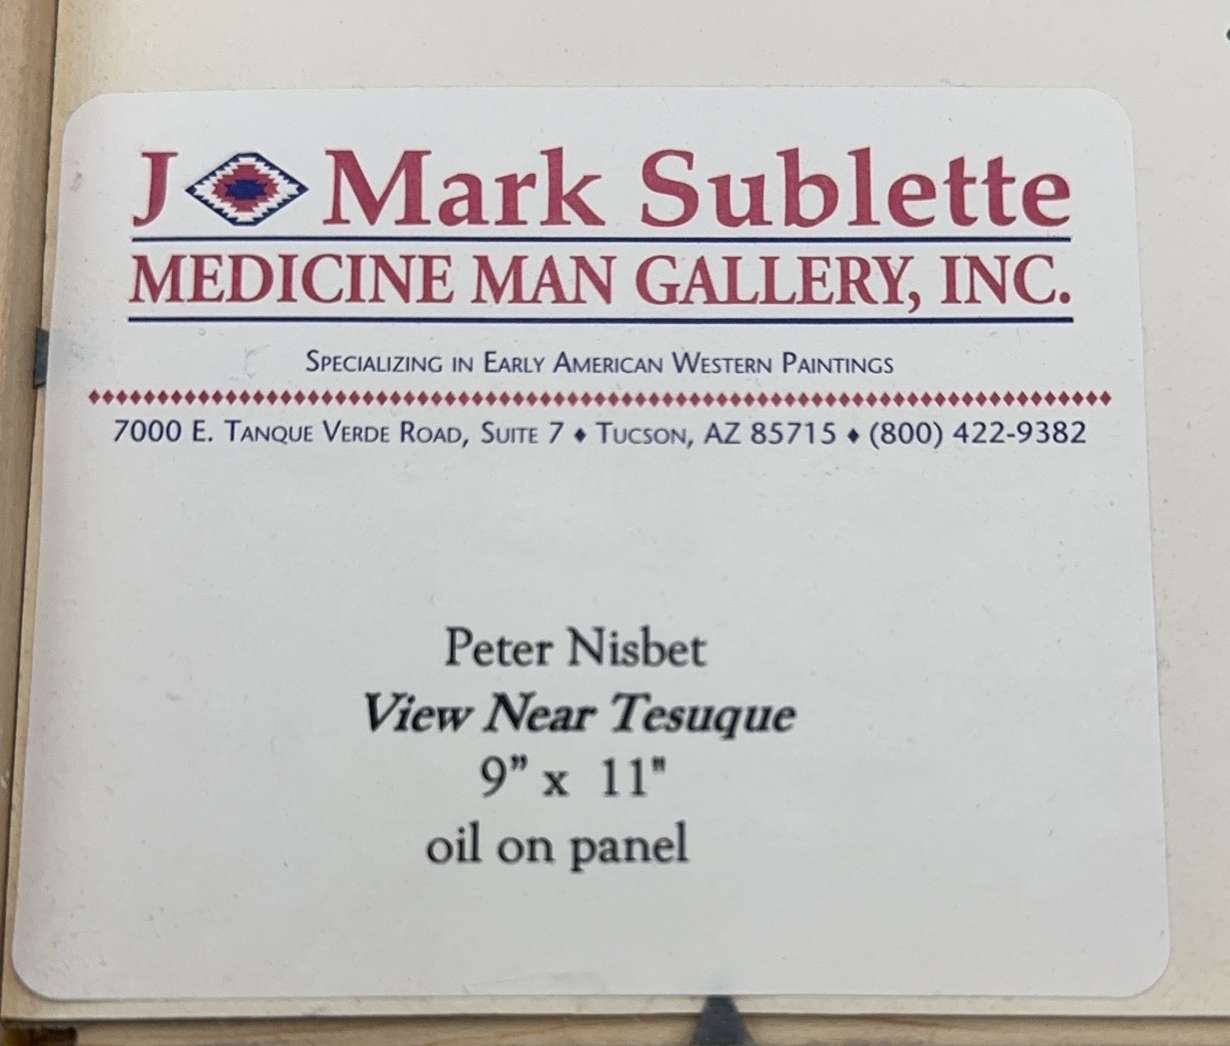 J Mark Sublette
MEDICINE MAN GALLERY, INC.
SPECIALIZING IN EARLY AMERICAN WESTERN PAINTINGS
7000 E. TANQUE VERDE ROAD, SUITE 7 ♦ TUCSON, AZ 85715 ♦ (800) 422-9382
Peter Nisbet
View Near Tesuque
9” x 11"
oil on panel